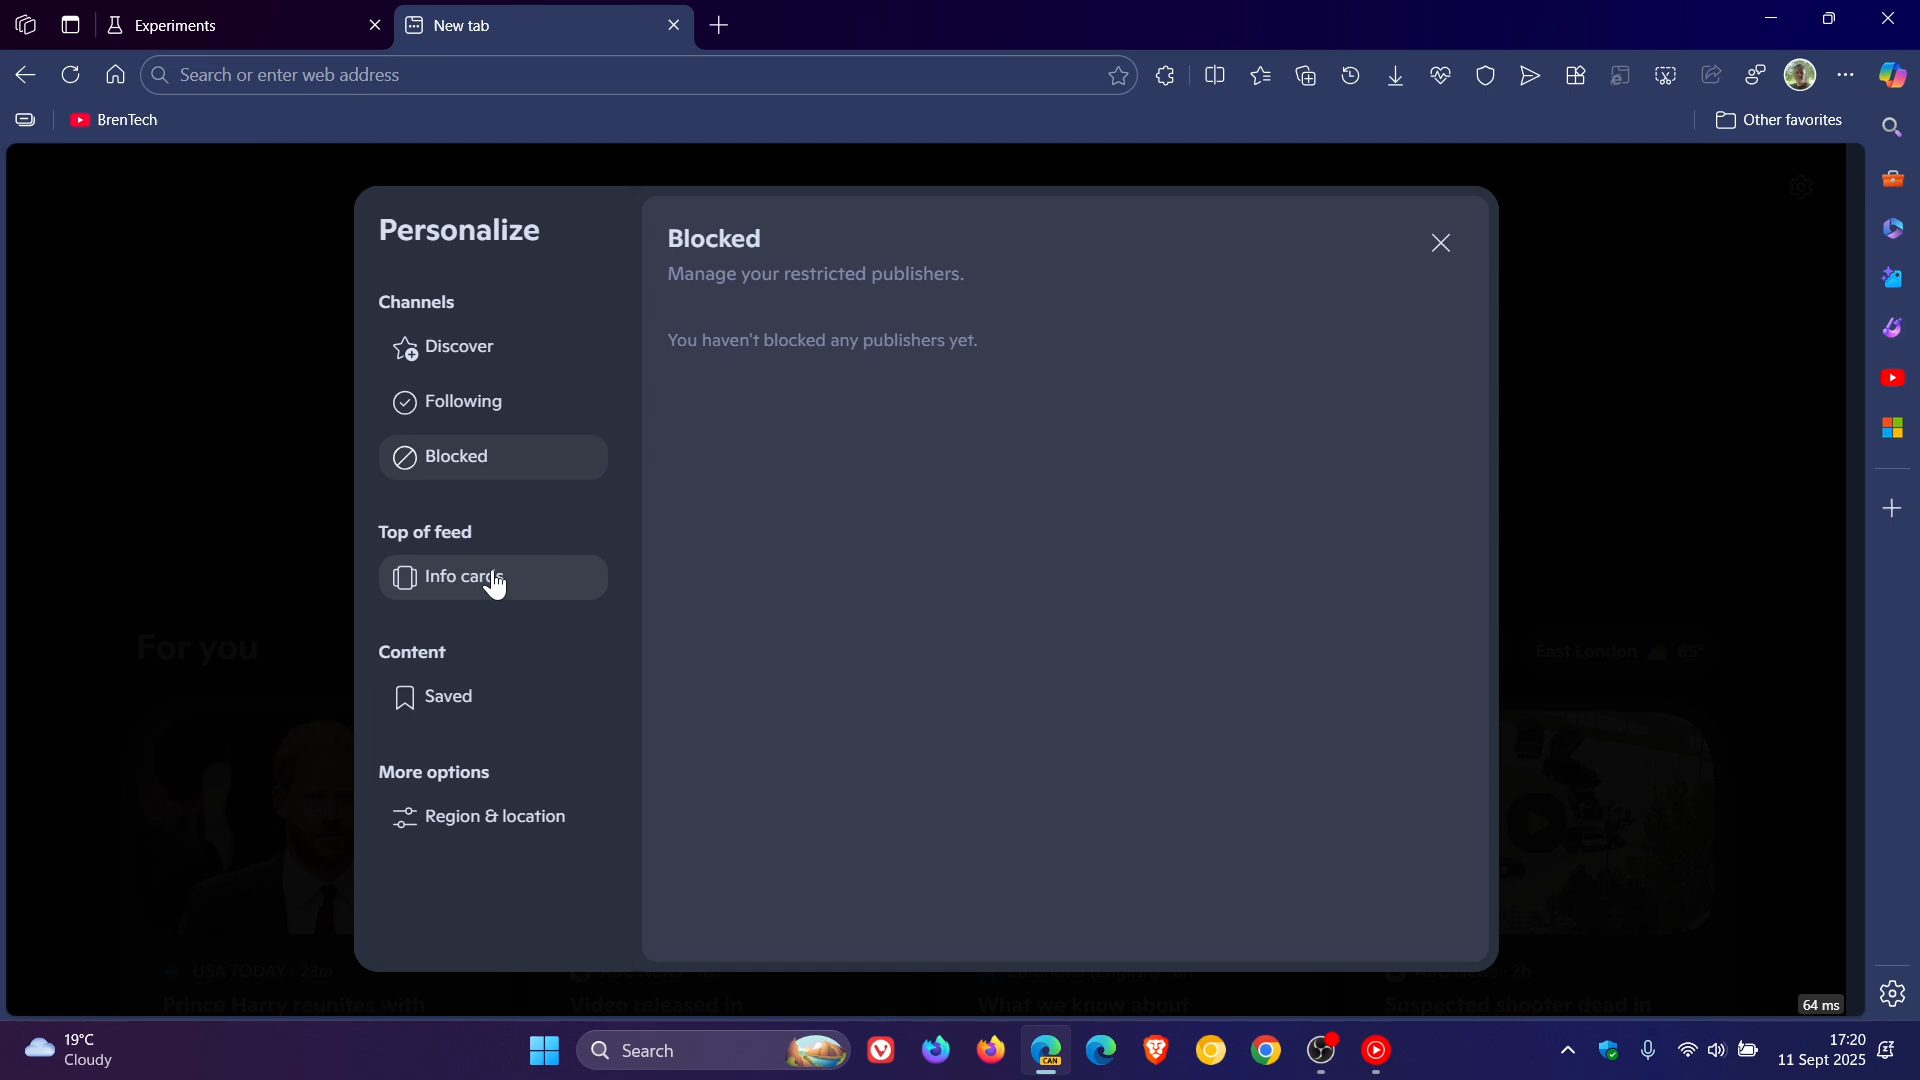 Experiments
New tab
Search or enter web address
BrenTech
Other favorites
Personalize
Channels
Discover
Following
Blocked
Top of feed
Info cards
Content
Saved
More options
Region & location
Blocked
Manage your restricted publishers.
You haven't blocked any publishers yet.
For you
East London 65°
USA TODAY · 23m
Prince Harry reunites with
Video released in
What we know about
Suspected shooter dead in
64 ms
19°C
Cloudy
Search
CAN
17:20
11 Sept 2025